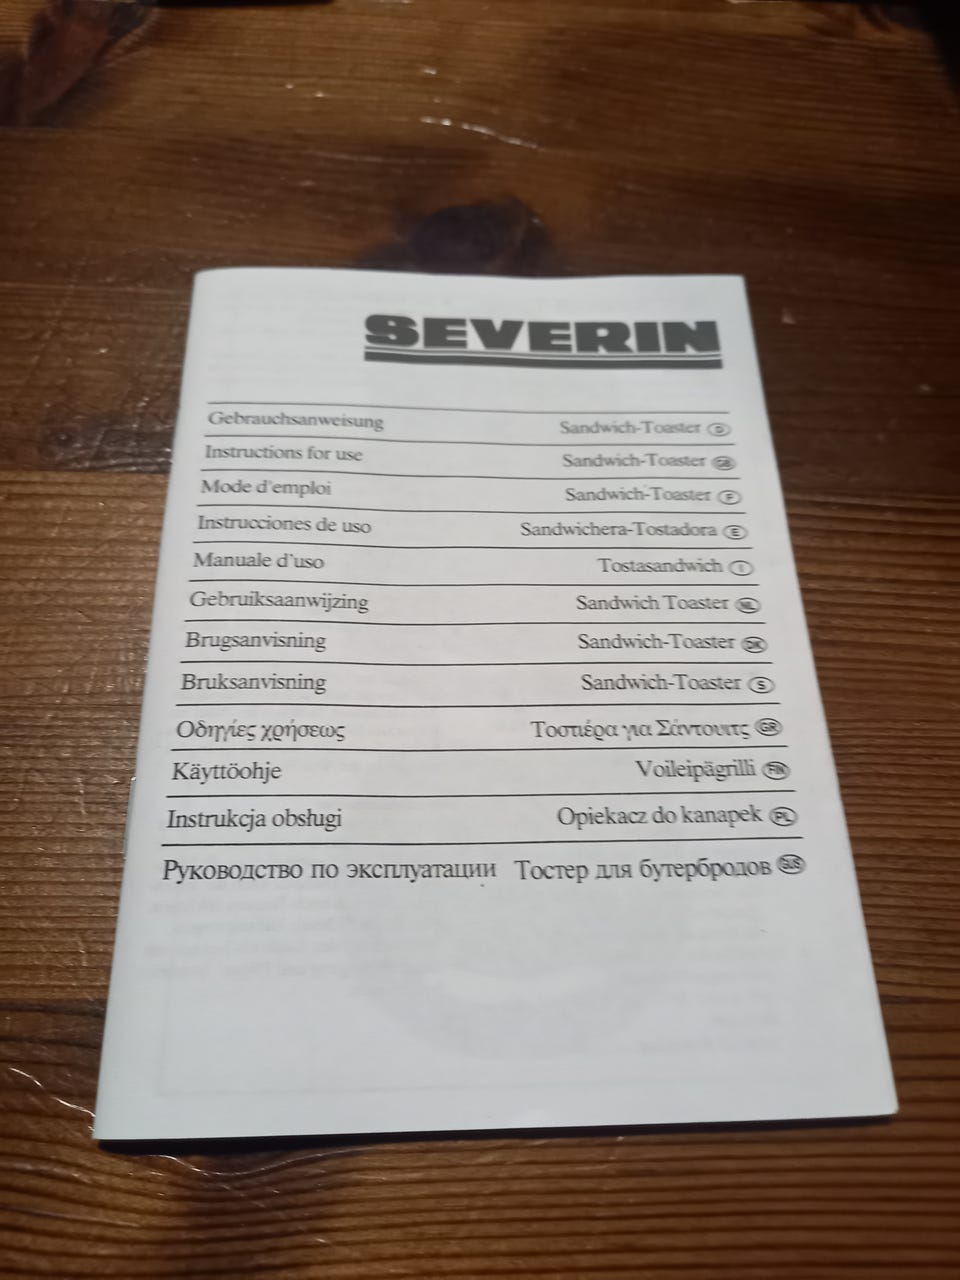 SEVERIN
Gebrauchsanweisung Sandwich-Toaster D
Instructions for use Sandwich-Toaster GB
Mode d'emploi Sandwich-Toaster F
Instrucciones de uso Sandwichera-Tostadora E
Manuale d'uso Tostasandwich I
Gebruiksaanwijzing Sandwich Toaster NL
Brugsanvisning Sandwich-Toaster DK
Bruksanvisning Sandwich-Toaster S
Οδηγίες χρήσεως Τοστιέρα για Σάντουιτς GR
Käyttöohje Voileipägrilli FIN
Instrukcja obsługi Opiekacz do kanapek PL
Руководство по эксплуатации Тостер для бутербродов RUS